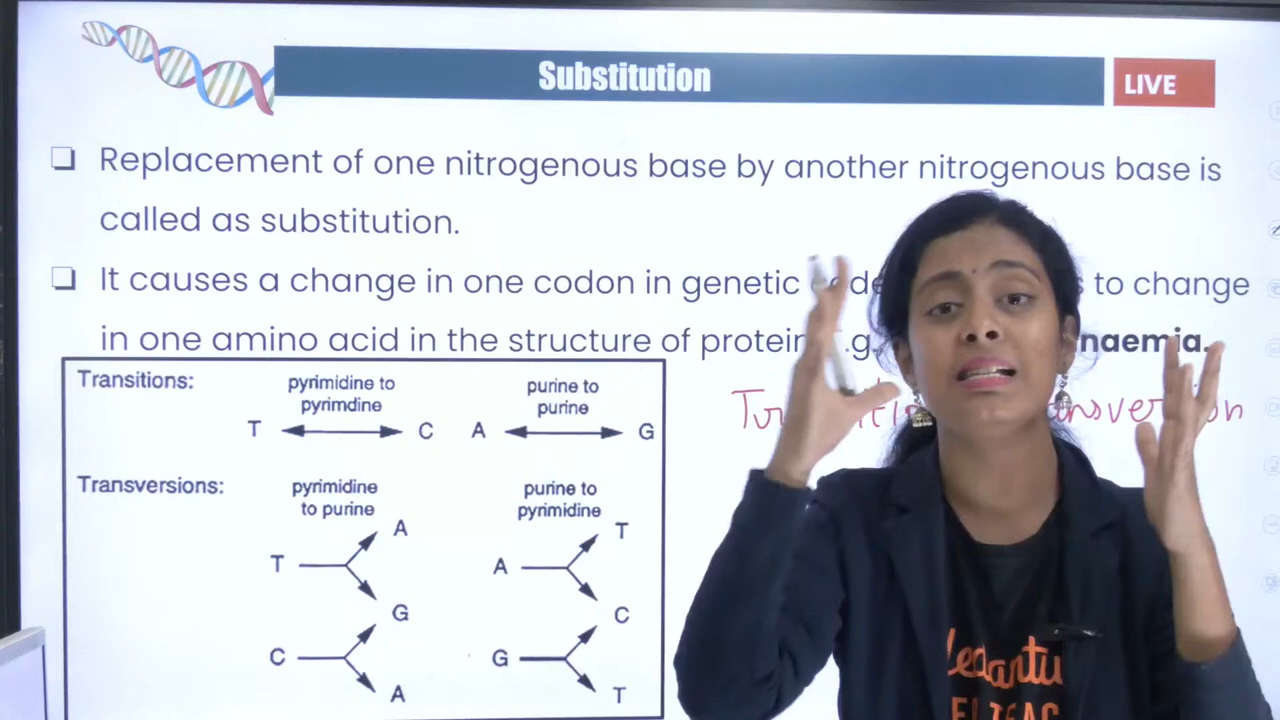 Substitution
LIVE
❑ Replacement of one nitrogenous base by another nitrogenous base is
called as substitution.
❑ It causes a change in one codon in genetic to change
in one amino acid in the structure of protein
Transitions:
pyrimidine to
pyrimdine
purine to
purine
T C A G
Transversions:
pyrimidine
to purine
purine to
pyrimidine
A T
T A
G C
C G
A T